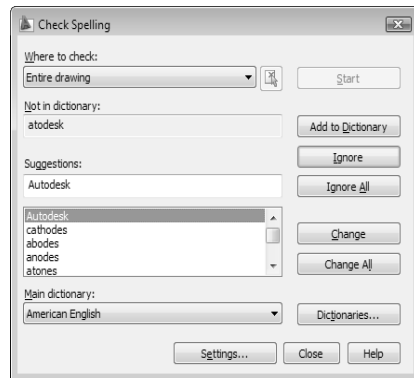 Check Spelling
Where to check:
Entire drawing
Start
Not in dictionary:
atodesk
Add to Dictionary
Ignore
Suggestions:
Autodesk
Ignore All
Autodesk
cathodes
abodes
anodes
atones
Change
Change All
Main dictionary:
American English
Dictionaries...
Settings...
Close
Help